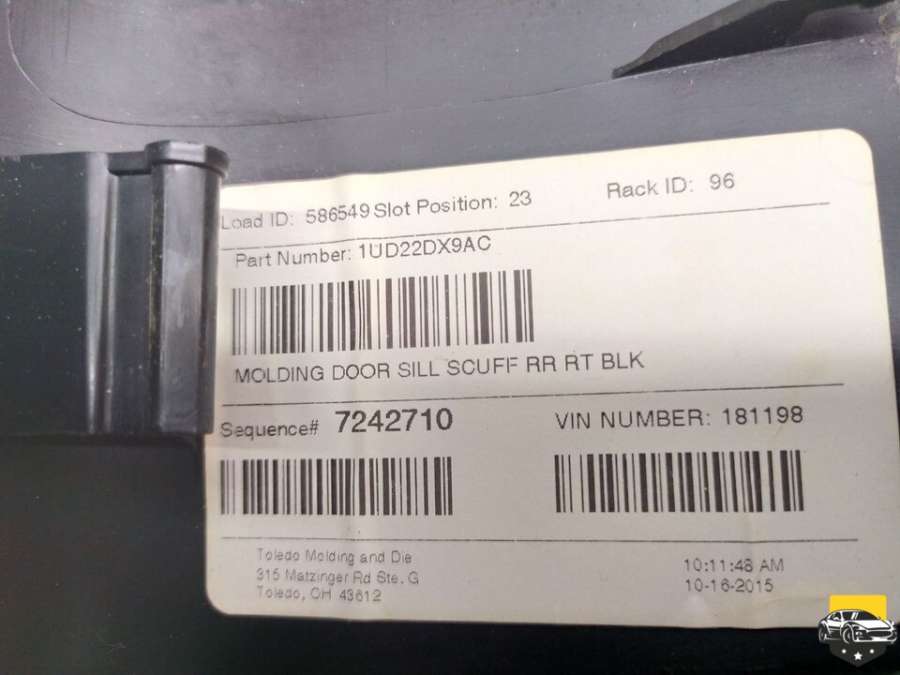 Load ID: 586549 Slot Position: 23 Rack ID: 96
Part Number: 1UD22DX9AC
MOLDING DOOR SILL SCUFF RR RT BLK
Sequence# 7242710 VIN NUMBER: 181198
Toledo Molding and Die
315 Matzinger Rd Ste. G
Toledo, OH 43612
10:11:48 AM
10-16-2015